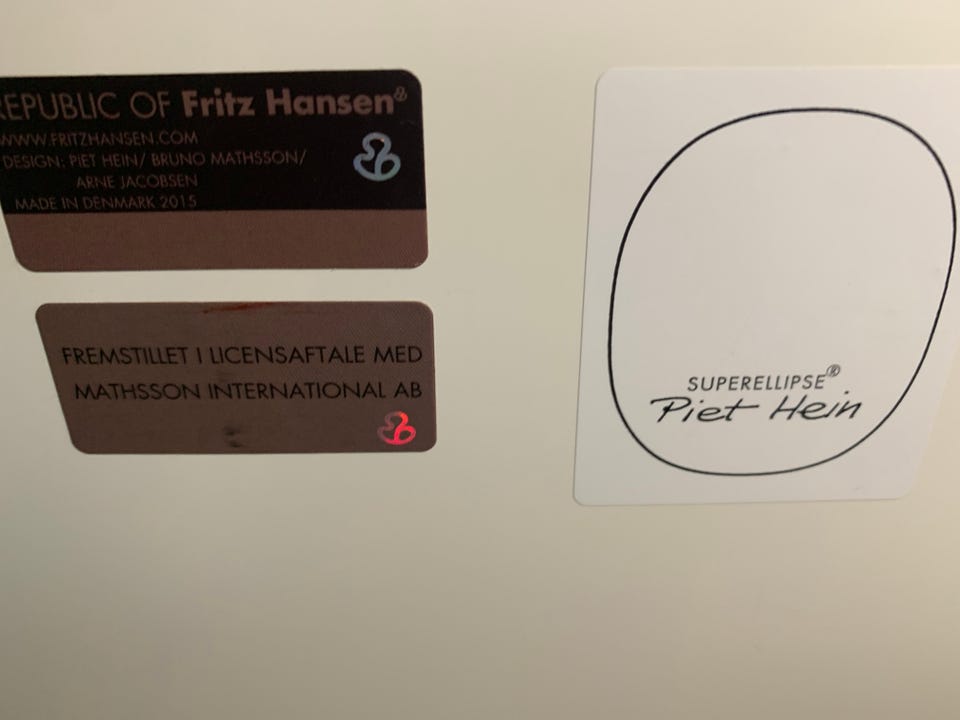 REPUBLIC OF Fritz Hansen®
WWW.FRITZHANSEN.COM
DESIGN: PIET HEIN/ BRUNO MATHSSON/
ARNE JACOBSEN
MADE IN DENMARK 2015
FREMSTILLET I LICENSAFTALE MED
MATHSSON INTERNATIONAL AB
SUPERELLIPSE®
Piet Hein